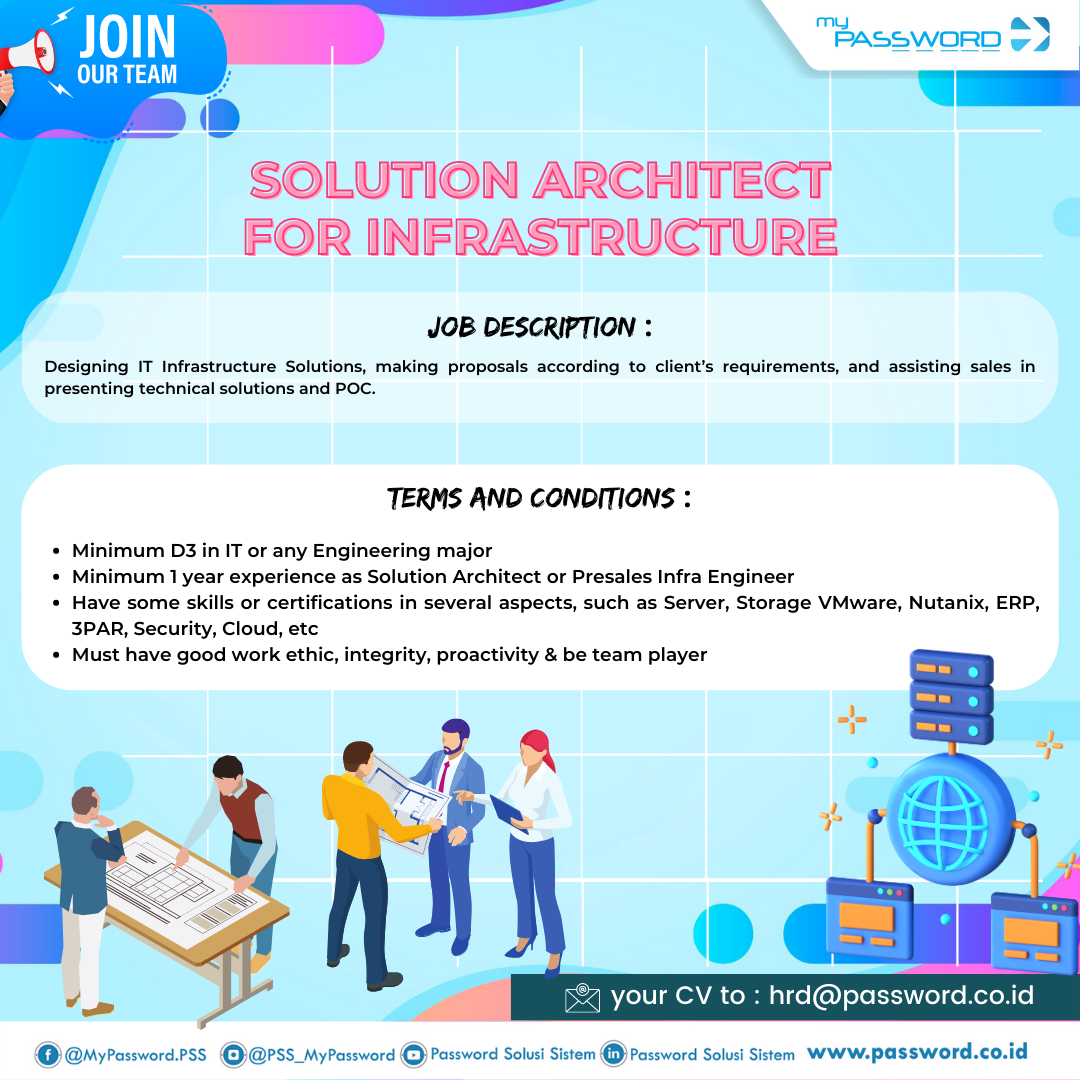 JOIN
OUR TEAM
my
PASSWORD
SOLUTION ARCHITECT
FOR INFRASTRUCTURE
JOB DESCRIPTION :
Designing IT Infrastructure Solutions, making proposals according to client’s requirements, and assisting sales in
presenting technical solutions and POC.
TERMS AND CONDITIONS :
• Minimum D3 in IT or any Engineering major
• Minimum 1 year experience as Solution Architect or Presales Infra Engineer
• Have some skills or certifications in several aspects, such as Server, Storage VMware, Nutanix, ERP,
3PAR, Security, Cloud, etc
• Must have good work ethic, integrity, proactivity & be team player
your CV to : hrd@password.co.id
@MyPassword.PSS @PSS_MyPassword Password Solusi Sistem Password Solusi Sistem www.password.co.id